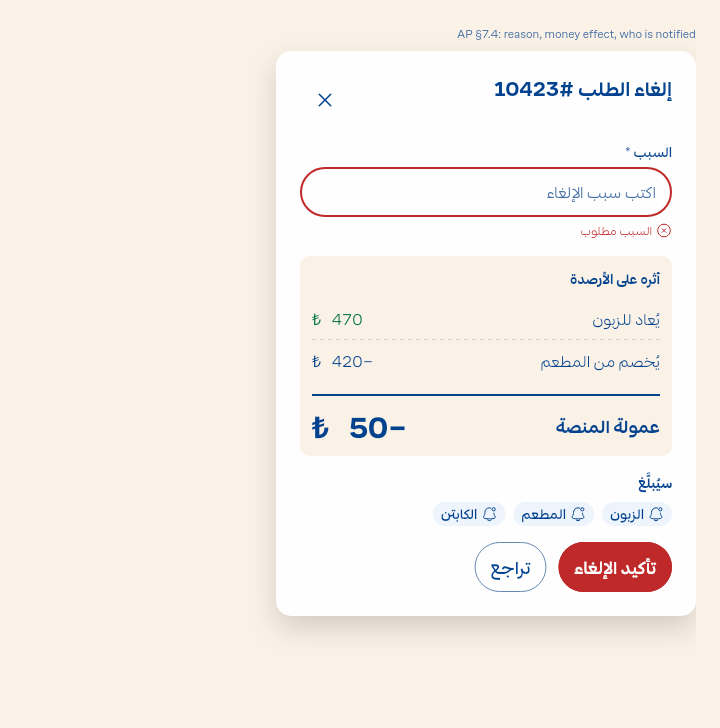 AP §7.4: reason, money effect, who is notified
إلغاء الطلب #10423
السبب *
اكتب سبب الإلغاء
السبب مطلوب
أثره على الأرصدة
يُعاد للزبون 470 ₺
يُخصم من المطعم −420 ₺
عمولة المنصة −50 ₺
سيُبلَّغ
الزبون المطعم الكابتن
تأكيد الإلغاء تراجع